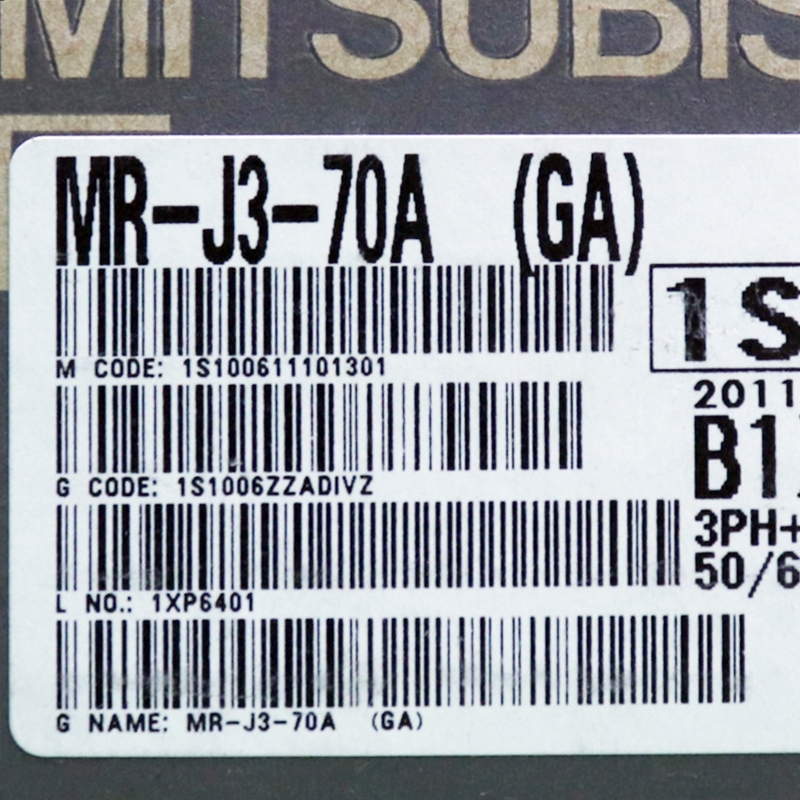 MITSUBIS
MR-J3-70A (GA)
1S
M CODE: 1S100611101301
2011
B1
G CODE: 1S1006ZZADIVZ
3PH+
50/6
L NO.: 1XP6401
G NAME: MR-J3-70A (GA)